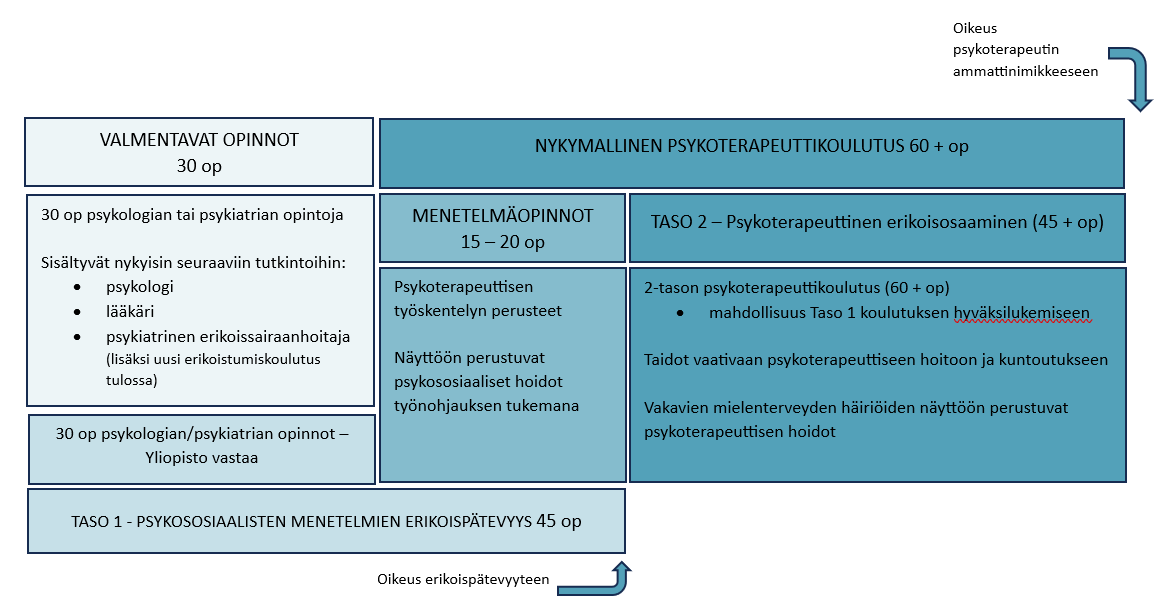 Oikeus
psykoterapeutin
ammattinimikkeeseen
VALMENTAVAT OPINNOT
30 op
NYKYMALLINEN PSYKOTERAPEUTTIKOULUTUS 60 + op
30 op psykologian tai psykiatrian opintoja
Sisältyvät nykyisin seuraaviin tutkintoihin:
• psykologi
• lääkäri
• psykiatrinen erikoissairaanhoitaja
(lisäksi uusi erikoistumiskoulutus
tulossa)
30 op psykologian/psykiatrian opinnot –
Yliopisto vastaa
MENETELMÄOPINNOT
15 – 20 op
Psykoterapeuttisen
työskentelyn perusteet
Näyttöön perustuvat
psykososiaaliset hoidot
työnohjauksen tukemana
TASO 2 – Psykoterapeuttinen erikoisosaaminen (45 + op)
2-tason psykoterapeuttikoulutus (60 + op)
• mahdollisuus Taso 1 koulutuksen hyväksilukemiseen
Taidot vaativaan psykoterapeuttiseen hoitoon ja kuntoutukseen
Vakavien mielenterveyden häiriöiden näyttöön perustuvat
psykoterapeuttisen hoidot
TASO 1 - PSYKOSOSIAALISTEN MENETELMIEN ERIKOISPÄTEVYYS 45 op
Oikeus erikoispätevyyteen